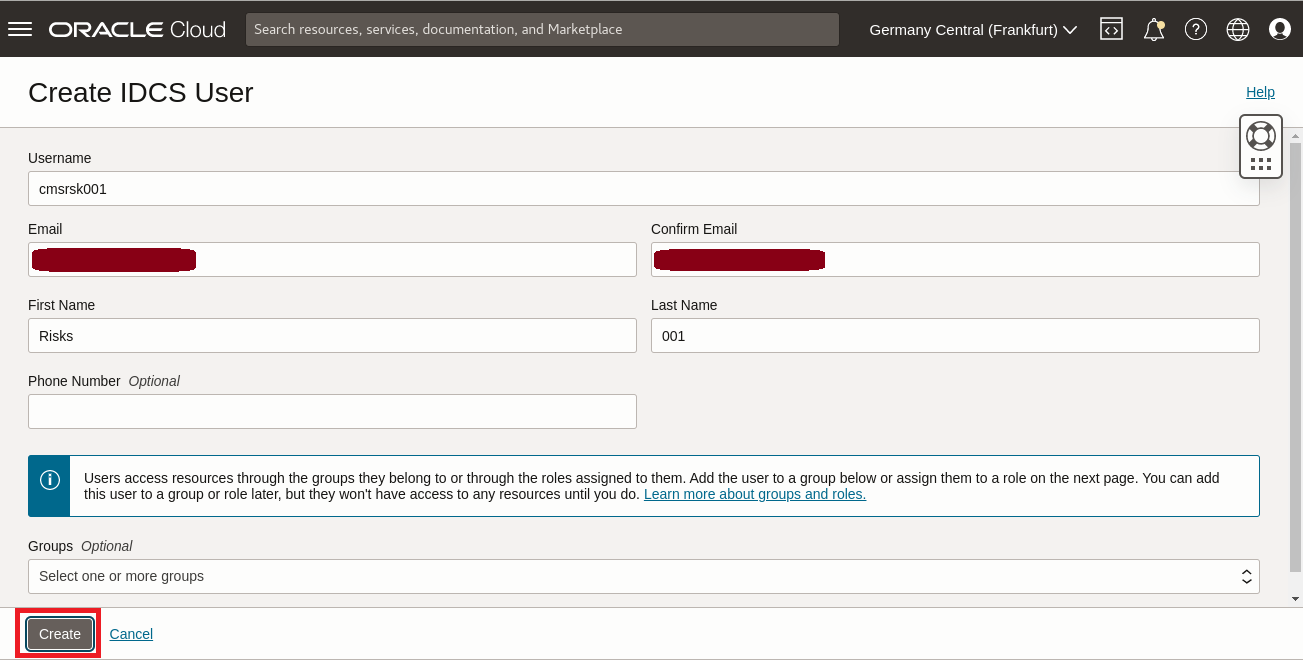 ORACLE Cloud
Search resources, services, documentation, and Marketplace
Germany Central (Frankfurt)
Create IDCS User
Help
Username
cmsrsk001
Email
Confirm Email
First Name
Last Name
Risks
001
Phone Number Optional
Users access resources through the groups they belong to or through the roles assigned to them. Add the user to a group below or assign them to a role on the next page. You can add
this user to a group or role later, but they won't have access to any resources until you do. Learn more about groups and roles.
Groups Optional
Select one or more groups
Create
Cancel